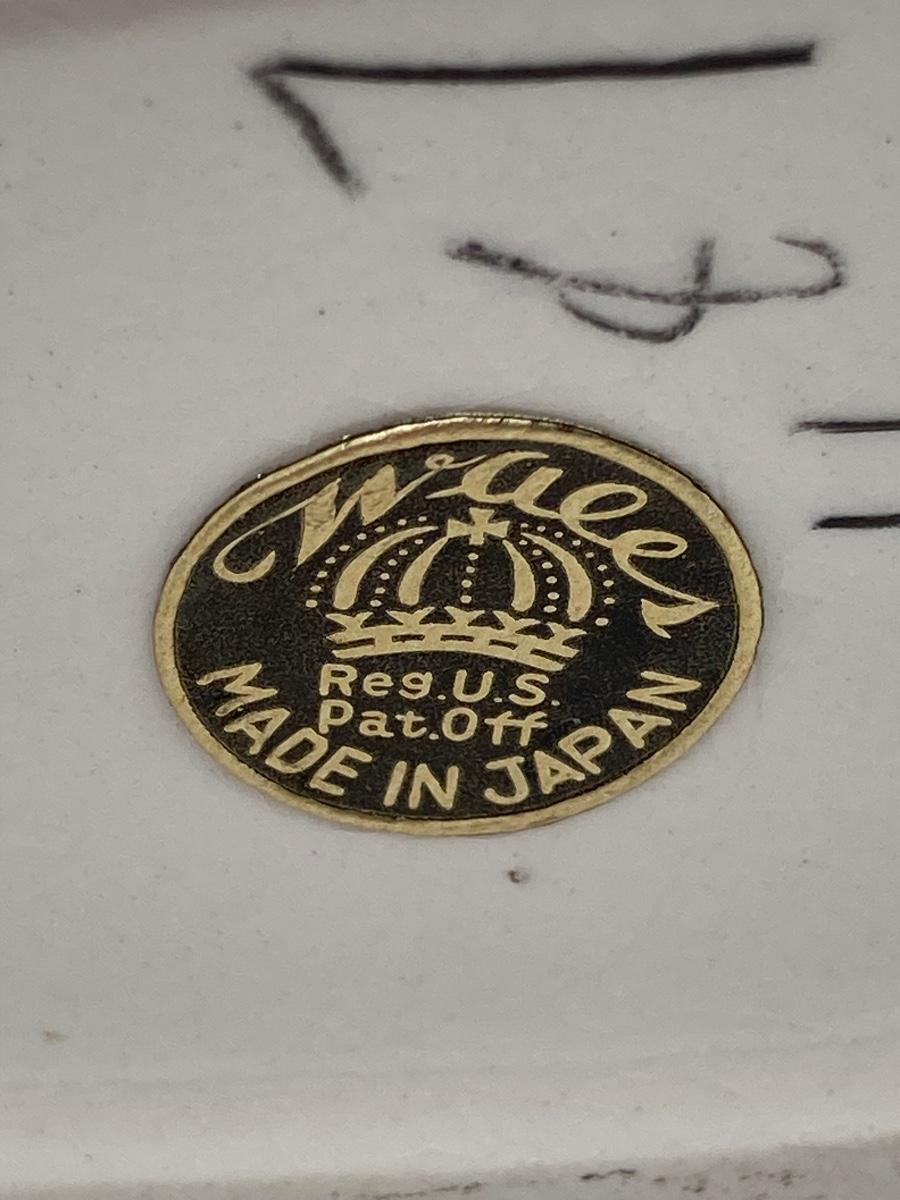 Wales
Reg. U.S.
Pat. Off
MADE IN JAPAN